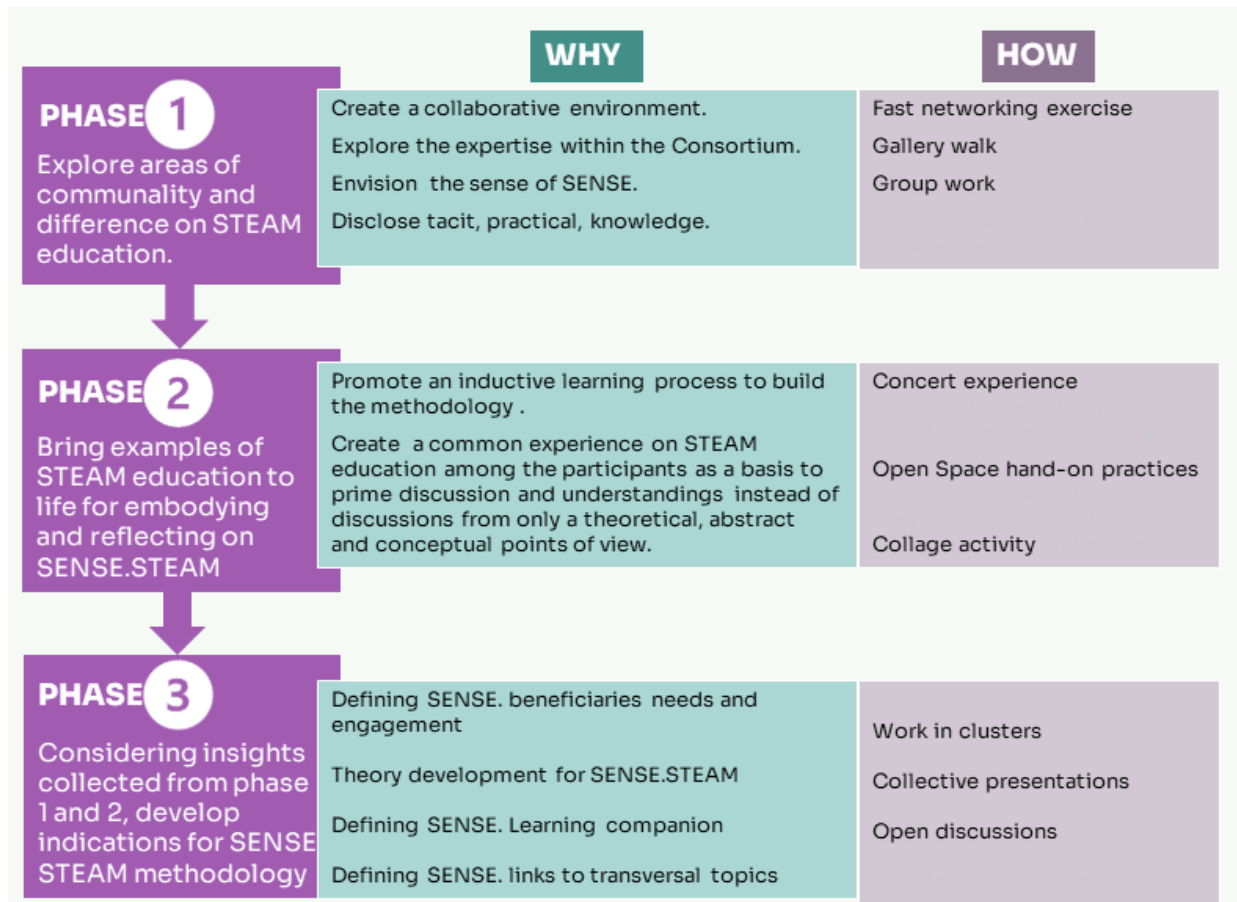 WHY
HOW
PHASE 1
Explore areas of
communality and
difference on STEAM
education.
Create a collaborative environment.
Explore the expertise within the Consortium.
Envision the sense of SENSE.
Disclose tacit, practical, knowledge.
Fast networking exercise
Gallery walk
Group work
PHASE 2
Bring examples of
STEAM education to
life for embodying
and reflecting on
SENSE.STEAM
Promote an inductive learning process to build
the methodology .
Create a common experience on STEAM
education among the participants as a basis to
prime discussion and understandings instead of
discussions from only a theoretical, abstract
and conceptual points of view.
Concert experience
Open Space hand-on practices
Collage activity
PHASE 3
Considering insights
collected from phase
1 and 2, develop
indications for SENSE
STEAM methodology
Defining SENSE. beneficiaries needs and
engagement
Theory development for SENSE.STEAM
Defining SENSE. Learning companion
Defining SENSE. links to transversal topics
Work in clusters
Collective presentations
Open discussions